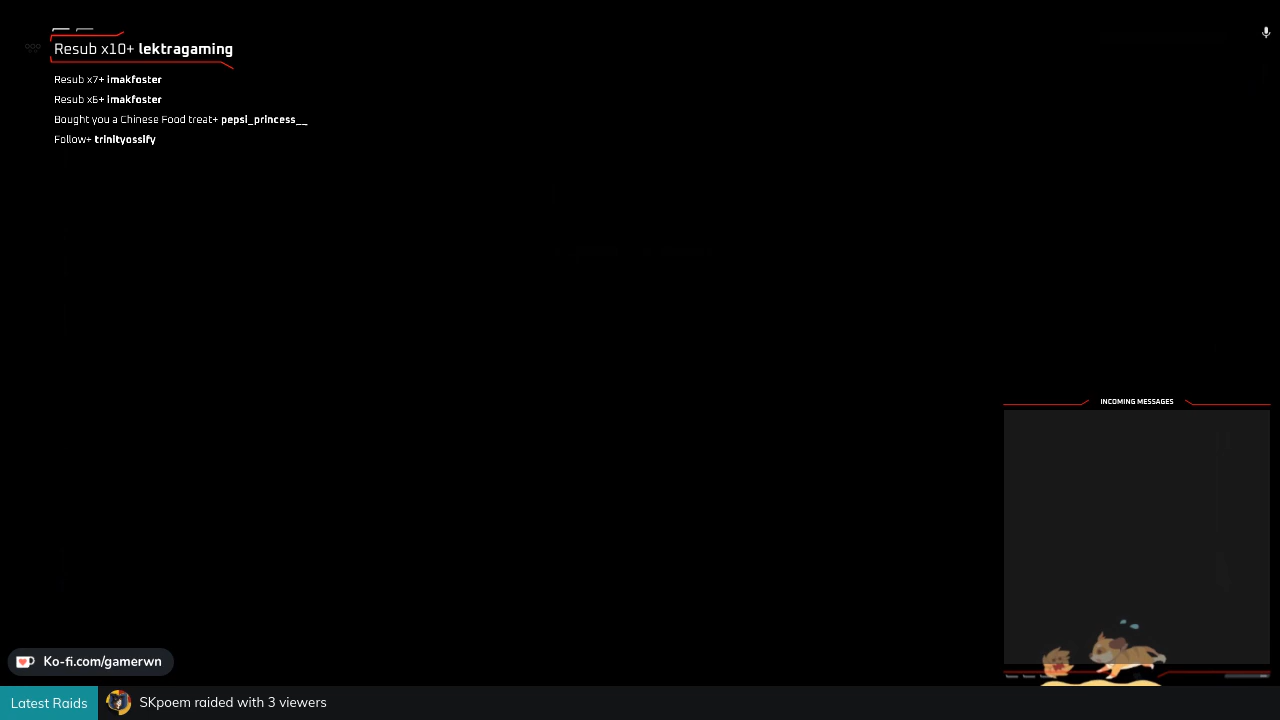 Resub x10+ lektragaming
Resub x7+ imakfoster
Resub x6+ imakfoster
Bought you a Chinese Food treat+ pepsi_princess__
Follow+ trinityossify
INCOMING MESSAGES
Ko-fi.com/gamerwn
Latest Raids SKpoem raided with 3 viewers